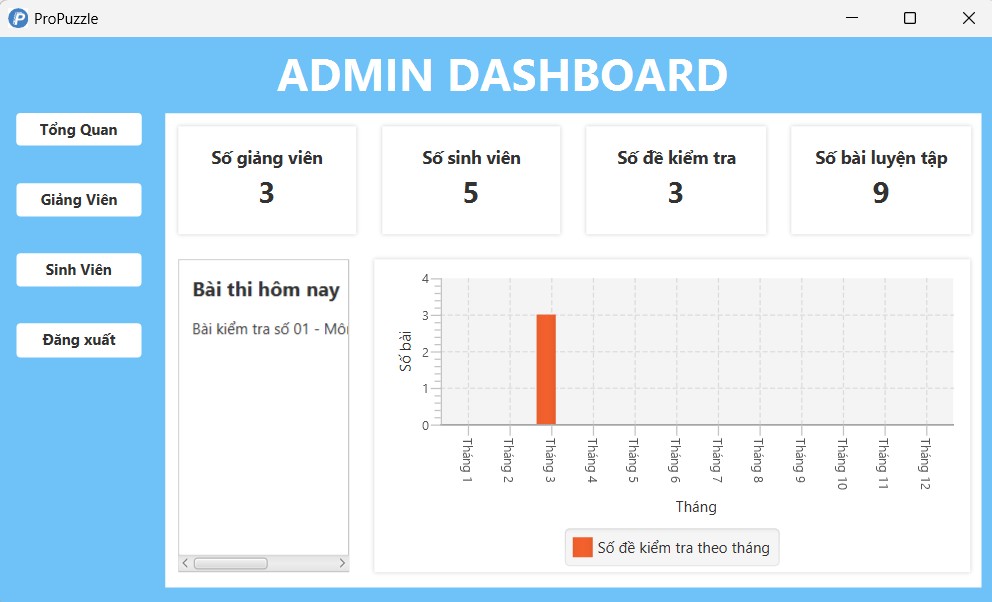 ProPuzzle
ADMIN DASHBOARD
Tổng Quan
Giảng Viên
Sinh Viên
Đăng xuất
Số giảng viên
3
Số sinh viên
5
Số đề kiểm tra
3
Số bài luyện tập
9
Bài thi hôm nay
Bài kiểm tra số 01 - Môn
Số bài
4
3
2
1
0
Tháng 1
Tháng 2
Tháng 3
Tháng 4
Tháng 5
Tháng 6
Tháng 7
Tháng 8
Tháng 9
Tháng 10
Tháng 11
Tháng 12
Tháng
Số đề kiểm tra theo tháng